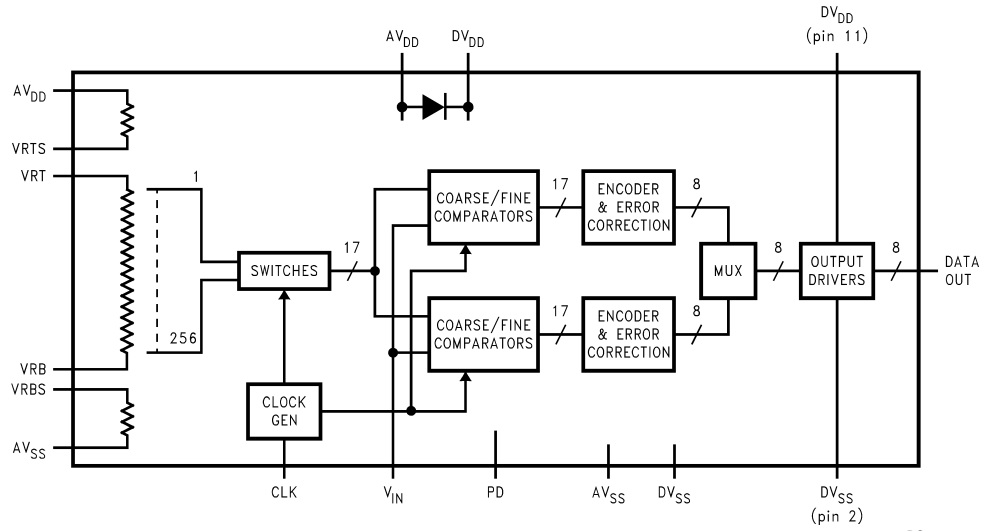 DVDD
(pin 11)
AVDD DVDD
AVDD
VRTS
VRT
1
256
VRB
VRBS
AVSS
SWITCHES
17
CLOCK
GEN
COARSE/FINE
COMPARATORS
17
ENCODER
& ERROR
CORRECTION
8
COARSE/FINE
COMPARATORS
17
ENCODER
& ERROR
CORRECTION
8
MUX
8
OUTPUT
DRIVERS
8
DATA
OUT
CLK
VIN
PD
AVSS
DVSS
DVSS
(pin 2)